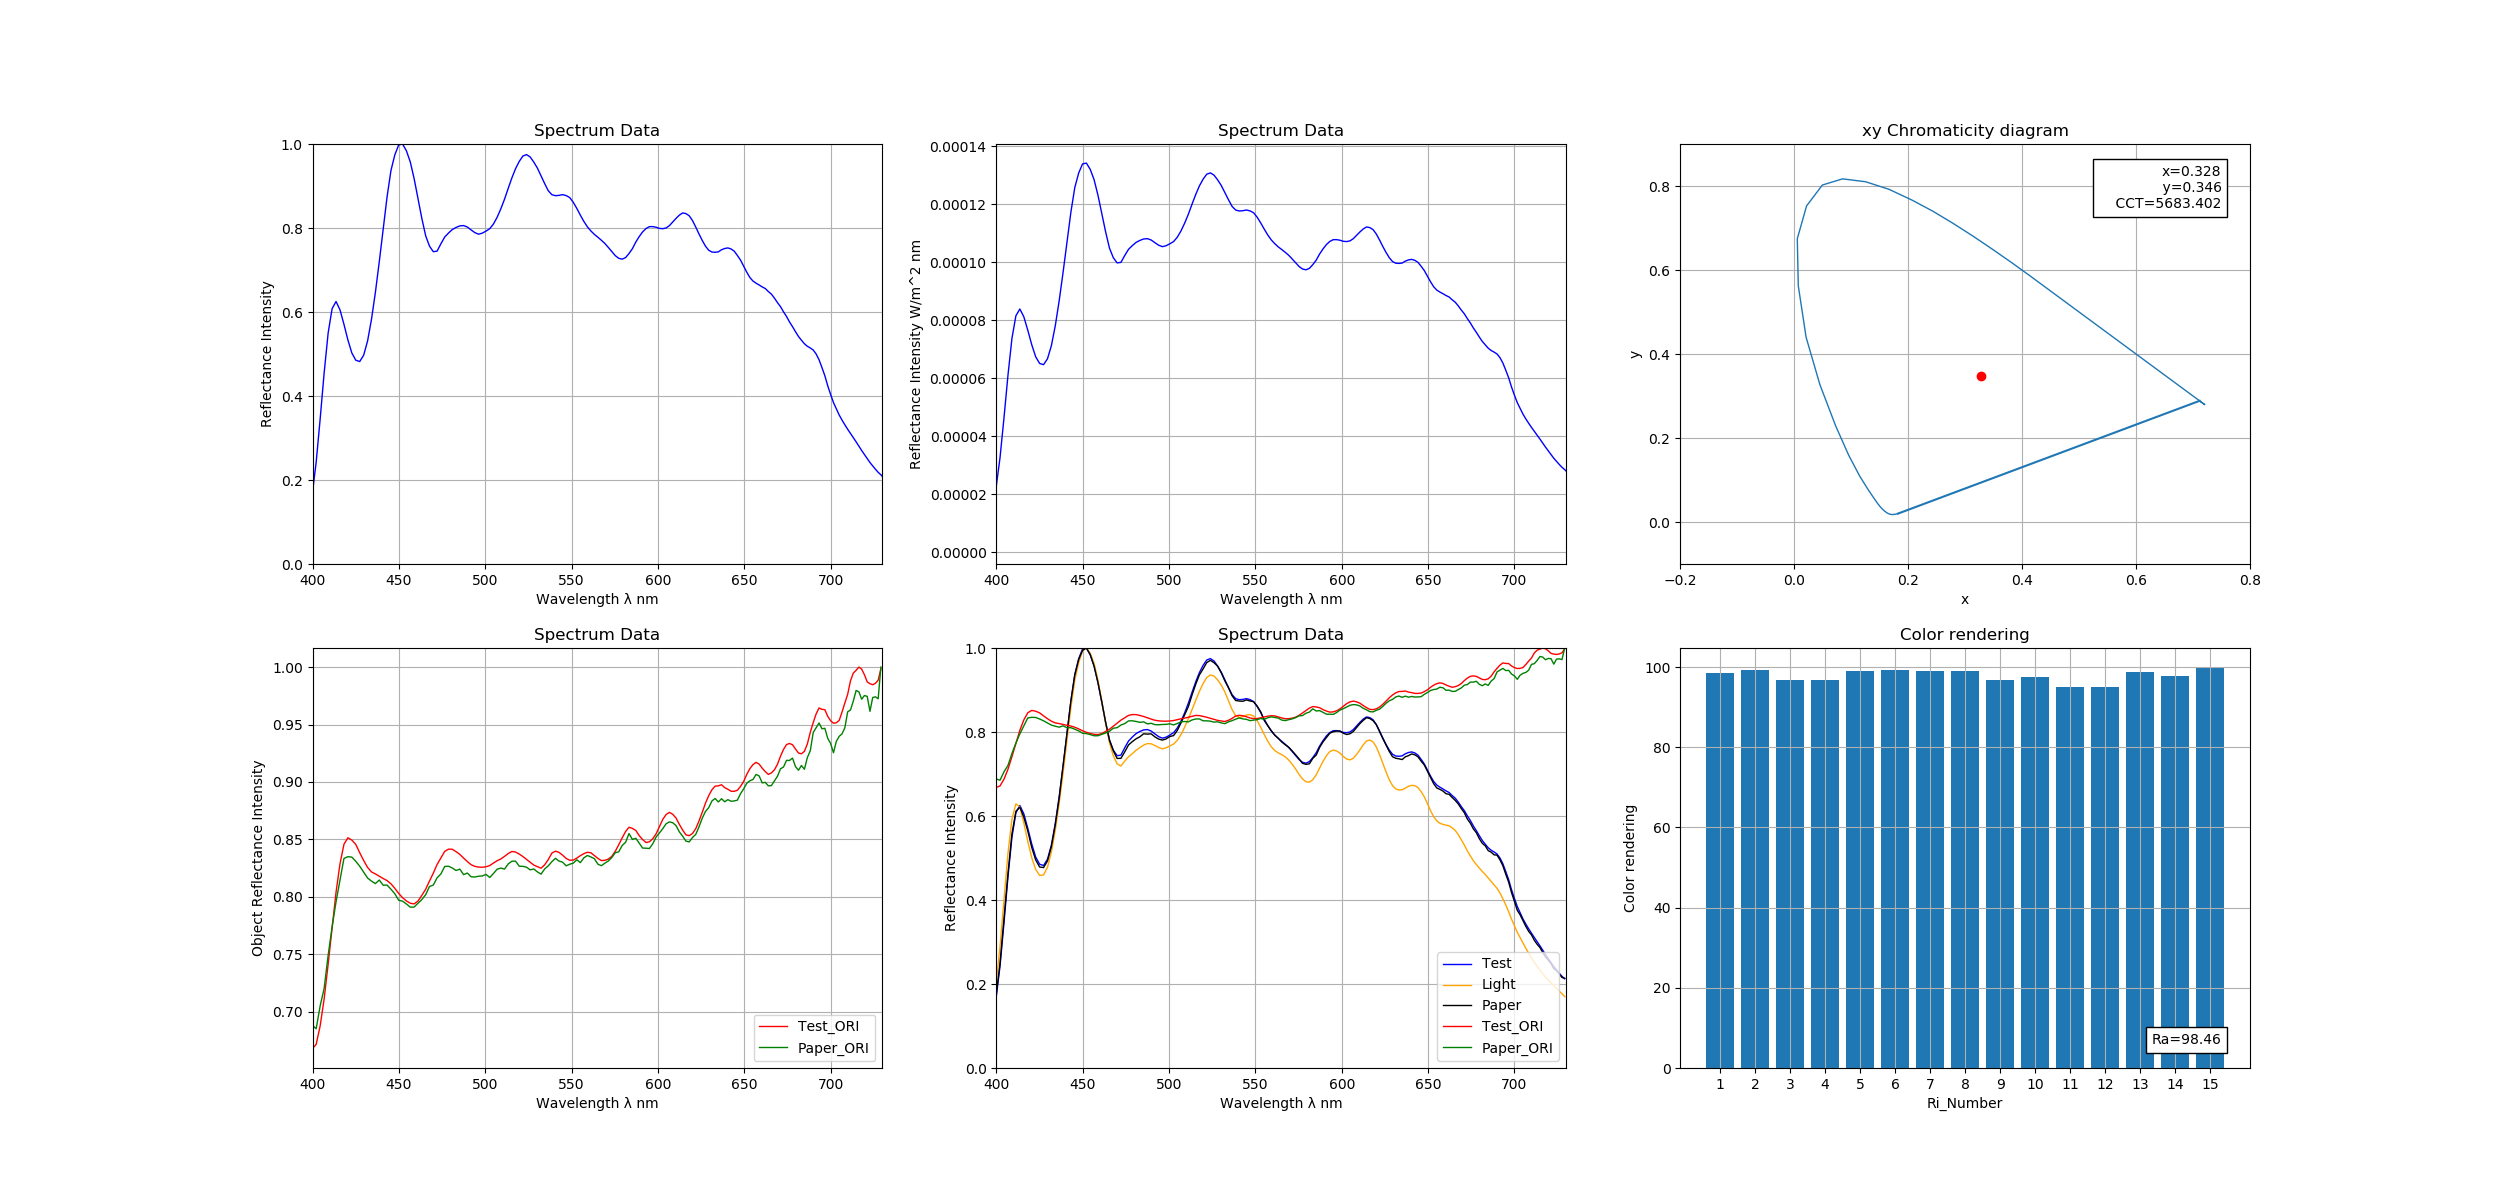 Spectrum Data
1.0
0.8
0.6
0.4
0.2
0.0
Reflectance Intensity
400 450 500 550 600 650 700
Wavelength λ nm
Spectrum Data
0.00014
0.00012
0.00010
0.00008
0.00006
0.00004
0.00002
0.00000
Reflectance Intensity W/m^2 nm
400 450 500 550 600 650 700
Wavelength λ nm
xy Chromaticity diagram
x=0.328
y=0.346
CCT=5683.402
0.8
0.6
0.4
0.2
0.0
y
−0.2 0.0 0.2 0.4 0.6 0.8
x
Spectrum Data
1.00
0.95
0.90
0.85
0.80
0.75
0.70
Object Reflectance Intensity
Test_ORI
Paper_ORI
400 450 500 550 600 650 700
Wavelength λ nm
Spectrum Data
1.0
0.8
0.6
0.4
0.2
0.0
Reflectance Intensity
Test
Light
Paper
Test_ORI
Paper_ORI
400 450 500 550 600 650 700
Wavelength λ nm
Color rendering
100
80
60
40
20
0
Color rendering
Ra=98.46
1 2 3 4 5 6 7 8 9 10 11 12 13 14 15
Ri_Number